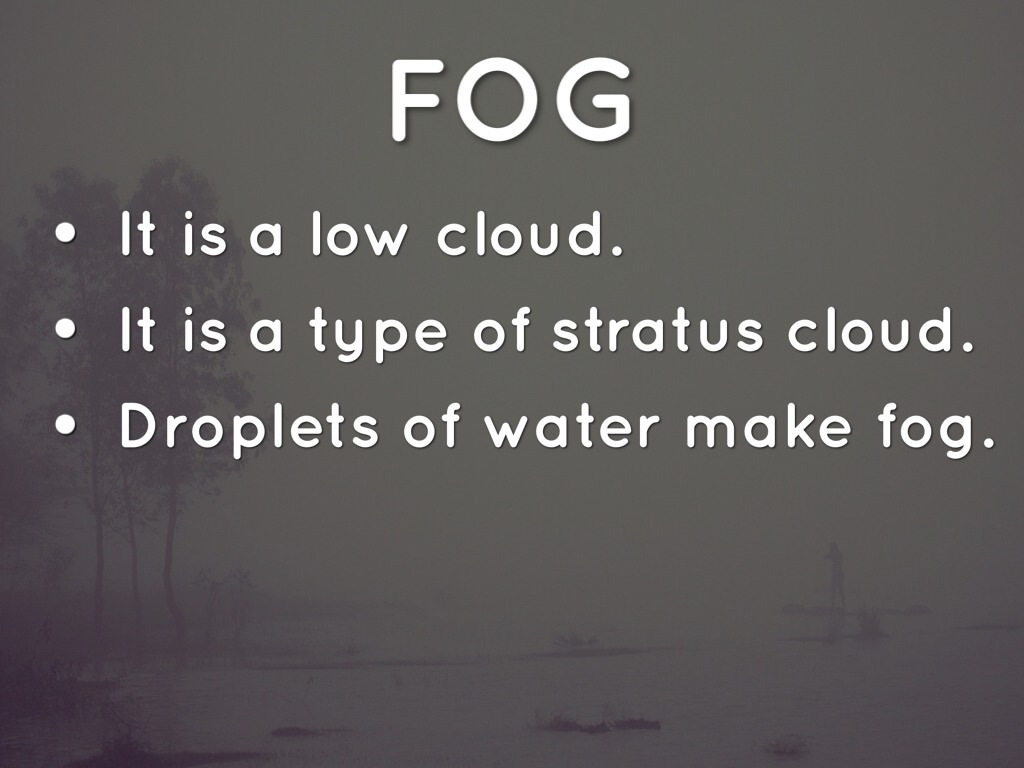 FOG
• It is a low cloud.
• It is a type of stratus cloud.
• Droplets of water make fog.